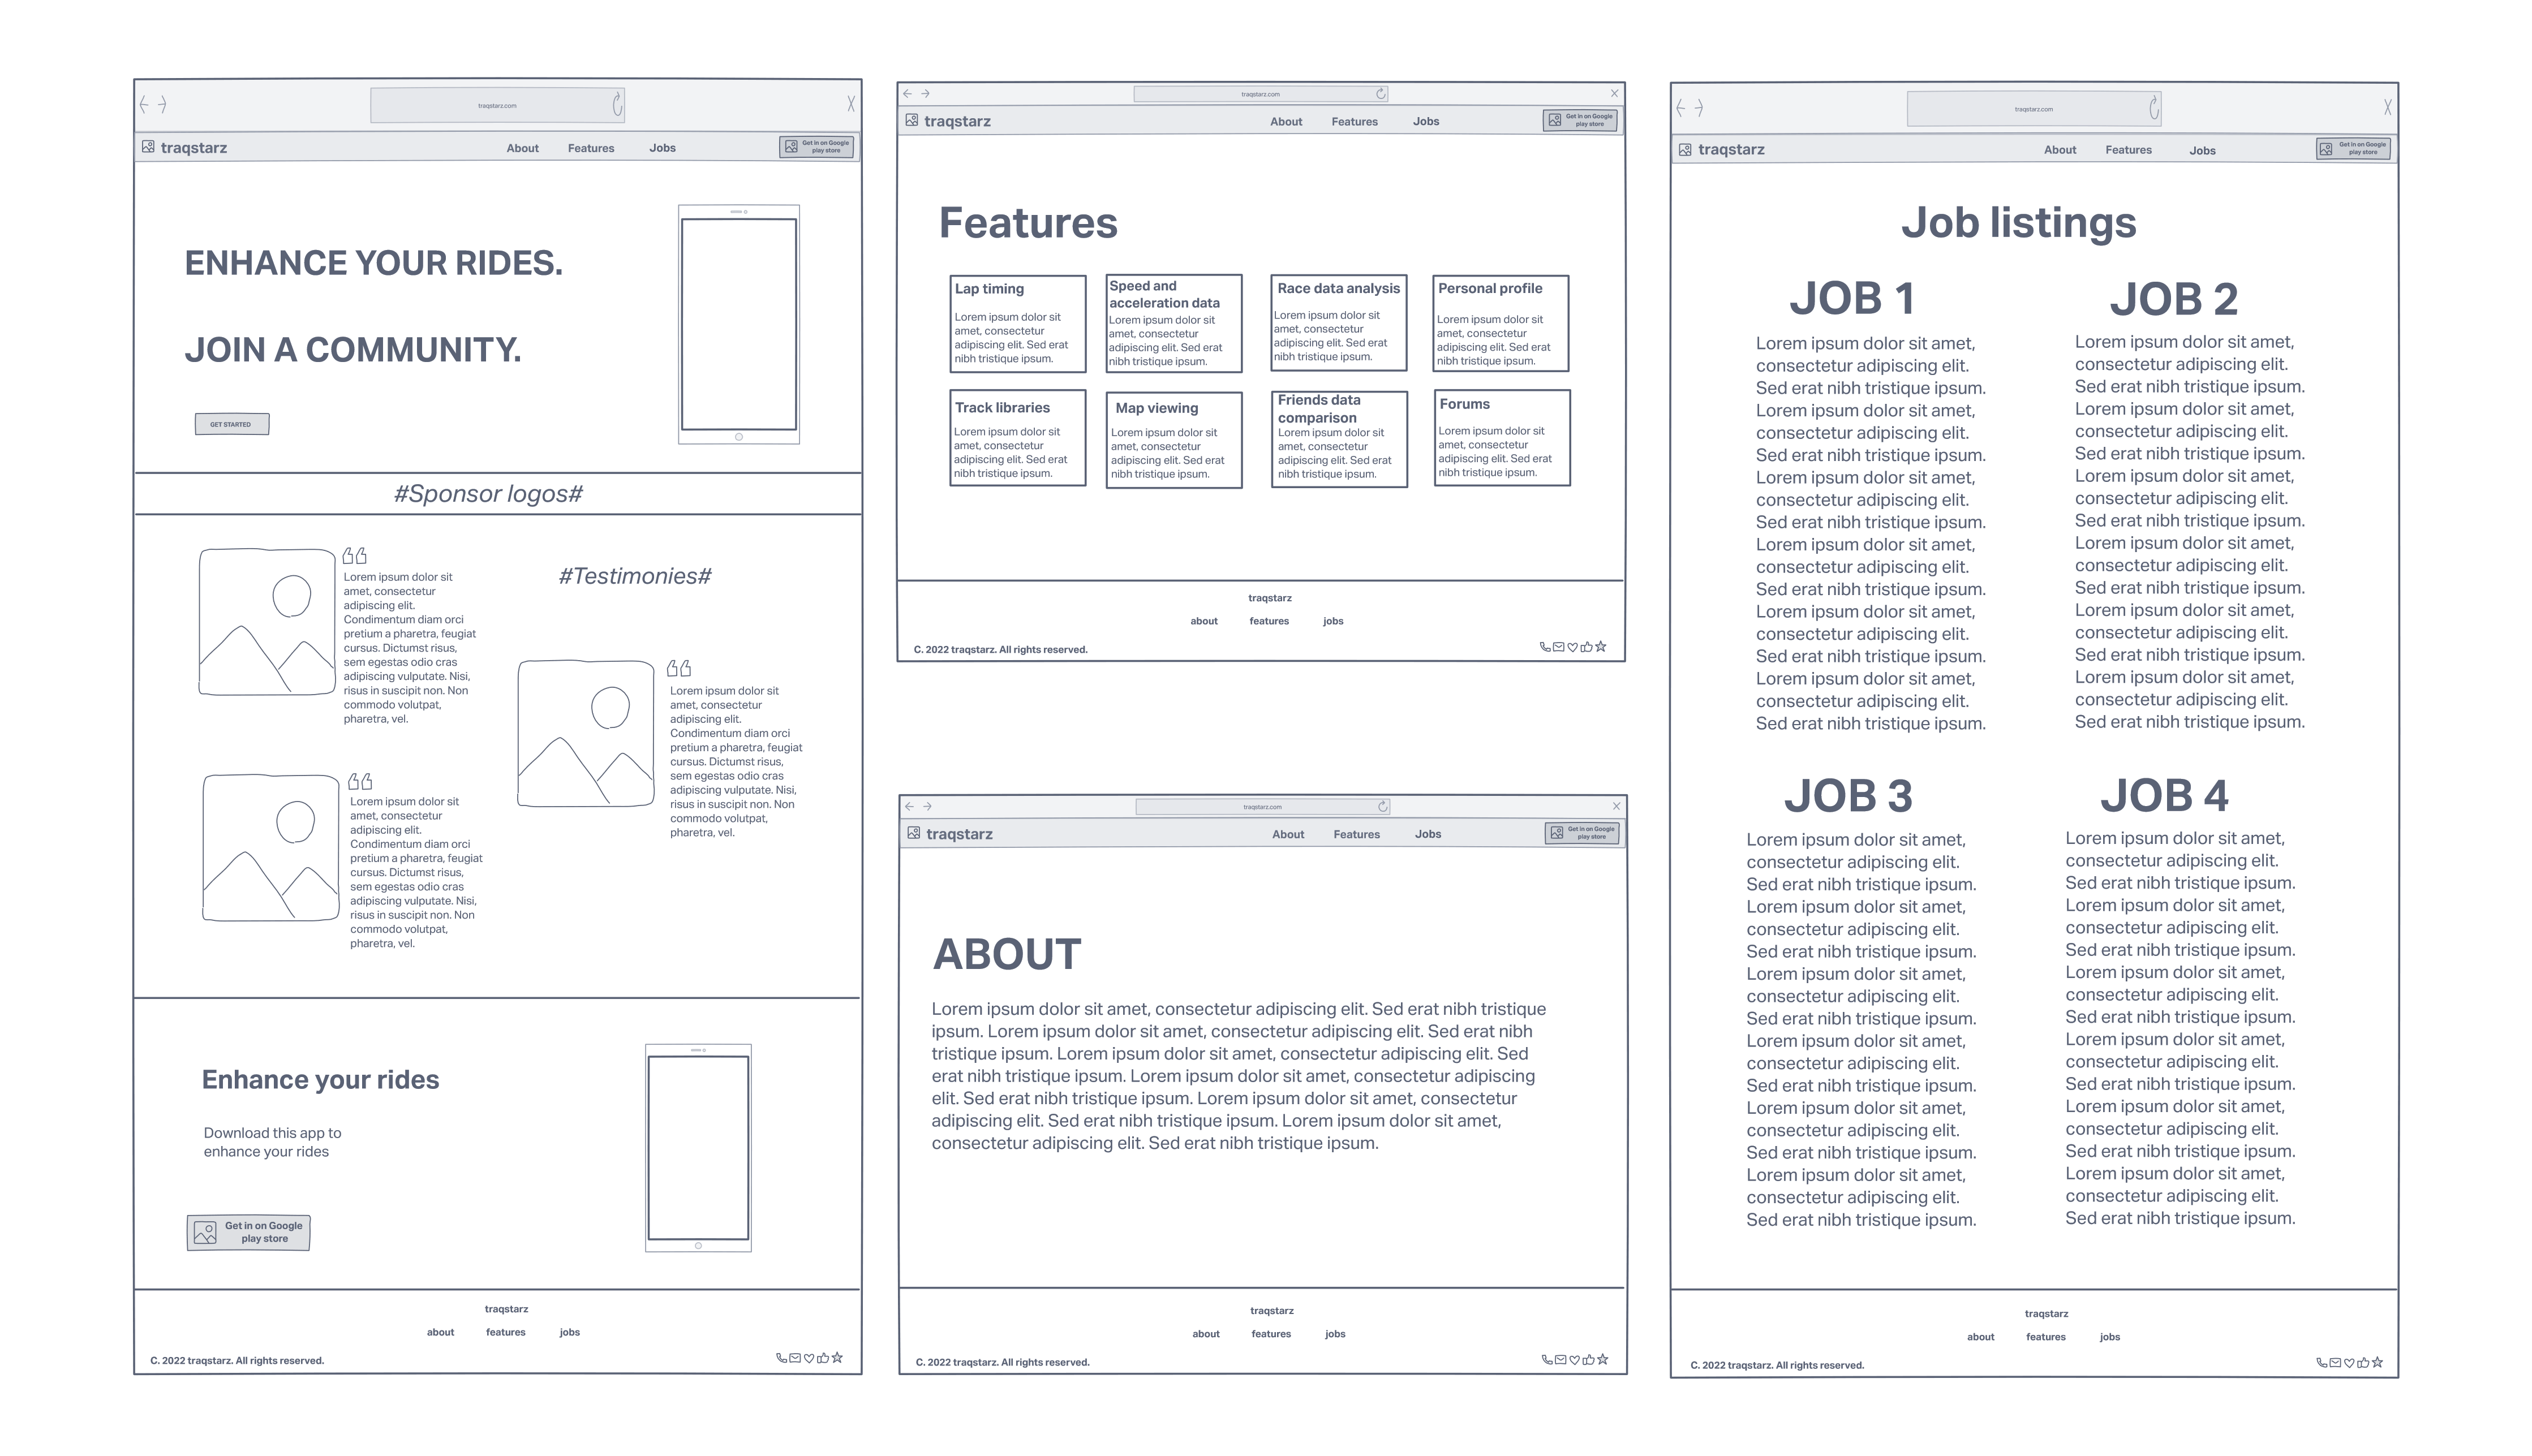 traqstarz.com
traqstarz
About
Features
Jobs
Get in on Google
play store
ENHANCE YOUR RIDES.
JOIN A COMMUNITY.
GET STARTED
#Sponsor logos#
Lorem ipsum dolor sit
amet, consectetur
adipiscing elit.
Condimentum diam orci
pretium a pharetra, feugiat
cursus. Dictumst risus,
sem egestas odio cras
adipiscing vulputate. Nisi,
risus in suscipit non. Non
commodo volutpat,
pharetra, vel.
#Testimonies#
Lorem ipsum dolor sit
amet, consectetur
adipiscing elit.
Condimentum diam orci
pretium a pharetra, feugiat
cursus. Dictumst risus,
sem egestas odio cras
adipiscing vulputate. Nisi,
risus in suscipit non. Non
commodo volutpat,
pharetra, vel.
Lorem ipsum dolor sit
amet, consectetur
adipiscing elit.
Condimentum diam orci
pretium a pharetra, feugiat
cursus. Dictumst risus,
sem egestas odio cras
adipiscing vulputate. Nisi,
risus in suscipit non. Non
commodo volutpat,
pharetra, vel.
Enhance your rides
Download this app to
enhance your rides
Get in on Google
play store
traqstarz
about features jobs
C. 2022 traqstarz. All rights reserved.
traqstarz.com
traqstarz
About
Features
Jobs
Get in on Google
play store
Features
Lap timing
Lorem ipsum dolor sit
amet, consectetur
adipiscing elit. Sed erat
nibh tristique ipsum.
Speed and
acceleration data
Lorem ipsum dolor sit
amet, consectetur
adipiscing elit. Sed erat
nibh tristique ipsum.
Race data analysis
Lorem ipsum dolor sit
amet, consectetur
adipiscing elit. Sed erat
nibh tristique ipsum.
Personal profile
Lorem ipsum dolor sit
amet, consectetur
adipiscing elit. Sed erat
nibh tristique ipsum.
Track libraries
Lorem ipsum dolor sit
amet, consectetur
adipiscing elit. Sed erat
nibh tristique ipsum.
Map viewing
Lorem ipsum dolor sit
amet, consectetur
adipiscing elit. Sed erat
nibh tristique ipsum.
Friends data
comparison
Lorem ipsum dolor sit
amet, consectetur
adipiscing elit. Sed erat
nibh tristique ipsum.
Forums
Lorem ipsum dolor sit
amet, consectetur
adipiscing elit. Sed erat
nibh tristique ipsum.
traqstarz
about features jobs
C. 2022 traqstarz. All rights reserved.
traqstarz.com
traqstarz
About
Features
Jobs
Get in on Google
play store
ABOUT
Lorem ipsum dolor sit amet, consectetur adipiscing elit. Sed erat nibh tristique
ipsum. Lorem ipsum dolor sit amet, consectetur adipiscing elit. Sed erat nibh
tristique ipsum. Lorem ipsum dolor sit amet, consectetur adipiscing elit. Sed
erat nibh tristique ipsum. Lorem ipsum dolor sit amet, consectetur adipiscing
elit. Sed erat nibh tristique ipsum. Lorem ipsum dolor sit amet, consectetur
adipiscing elit. Sed erat nibh tristique ipsum. Lorem ipsum dolor sit amet,
consectetur adipiscing elit. Sed erat nibh tristique ipsum.
traqstarz
about features jobs
C. 2022 traqstarz. All rights reserved.
traqstarz.com
traqstarz
About
Features
Jobs
Get in on Google
play store
Job listings
JOB 1
Lorem ipsum dolor sit amet,
consectetur adipiscing elit.
Sed erat nibh tristique ipsum.
Lorem ipsum dolor sit amet,
consectetur adipiscing elit.
Sed erat nibh tristique ipsum.
Lorem ipsum dolor sit amet,
consectetur adipiscing elit.
Sed erat nibh tristique ipsum.
Lorem ipsum dolor sit amet,
consectetur adipiscing elit.
Sed erat nibh tristique ipsum.
Lorem ipsum dolor sit amet,
consectetur adipiscing elit.
Sed erat nibh tristique ipsum.
Lorem ipsum dolor sit amet,
consectetur adipiscing elit.
Sed erat nibh tristique ipsum.
JOB 2
Lorem ipsum dolor sit amet,
consectetur adipiscing elit.
Sed erat nibh tristique ipsum.
Lorem ipsum dolor sit amet,
consectetur adipiscing elit.
Sed erat nibh tristique ipsum.
Lorem ipsum dolor sit amet,
consectetur adipiscing elit.
Sed erat nibh tristique ipsum.
Lorem ipsum dolor sit amet,
consectetur adipiscing elit.
Sed erat nibh tristique ipsum.
Lorem ipsum dolor sit amet,
consectetur adipiscing elit.
Sed erat nibh tristique ipsum.
Lorem ipsum dolor sit amet,
consectetur adipiscing elit.
Sed erat nibh tristique ipsum.
JOB 3
Lorem ipsum dolor sit amet,
consectetur adipiscing elit.
Sed erat nibh tristique ipsum.
Lorem ipsum dolor sit amet,
consectetur adipiscing elit.
Sed erat nibh tristique ipsum.
Lorem ipsum dolor sit amet,
consectetur adipiscing elit.
Sed erat nibh tristique ipsum.
Lorem ipsum dolor sit amet,
consectetur adipiscing elit.
Sed erat nibh tristique ipsum.
Lorem ipsum dolor sit amet,
consectetur adipiscing elit.
Sed erat nibh tristique ipsum.
Lorem ipsum dolor sit amet,
consectetur adipiscing elit.
Sed erat nibh tristique ipsum.
JOB 4
Lorem ipsum dolor sit amet,
consectetur adipiscing elit.
Sed erat nibh tristique ipsum.
Lorem ipsum dolor sit amet,
consectetur adipiscing elit.
Sed erat nibh tristique ipsum.
Lorem ipsum dolor sit amet,
consectetur adipiscing elit.
Sed erat nibh tristique ipsum.
Lorem ipsum dolor sit amet,
consectetur adipiscing elit.
Sed erat nibh tristique ipsum.
Lorem ipsum dolor sit amet,
consectetur adipiscing elit.
Sed erat nibh tristique ipsum.
Lorem ipsum dolor sit amet,
consectetur adipiscing elit.
Sed erat nibh tristique ipsum.
traqstarz
about features jobs
C. 2022 traqstarz. All rights reserved.